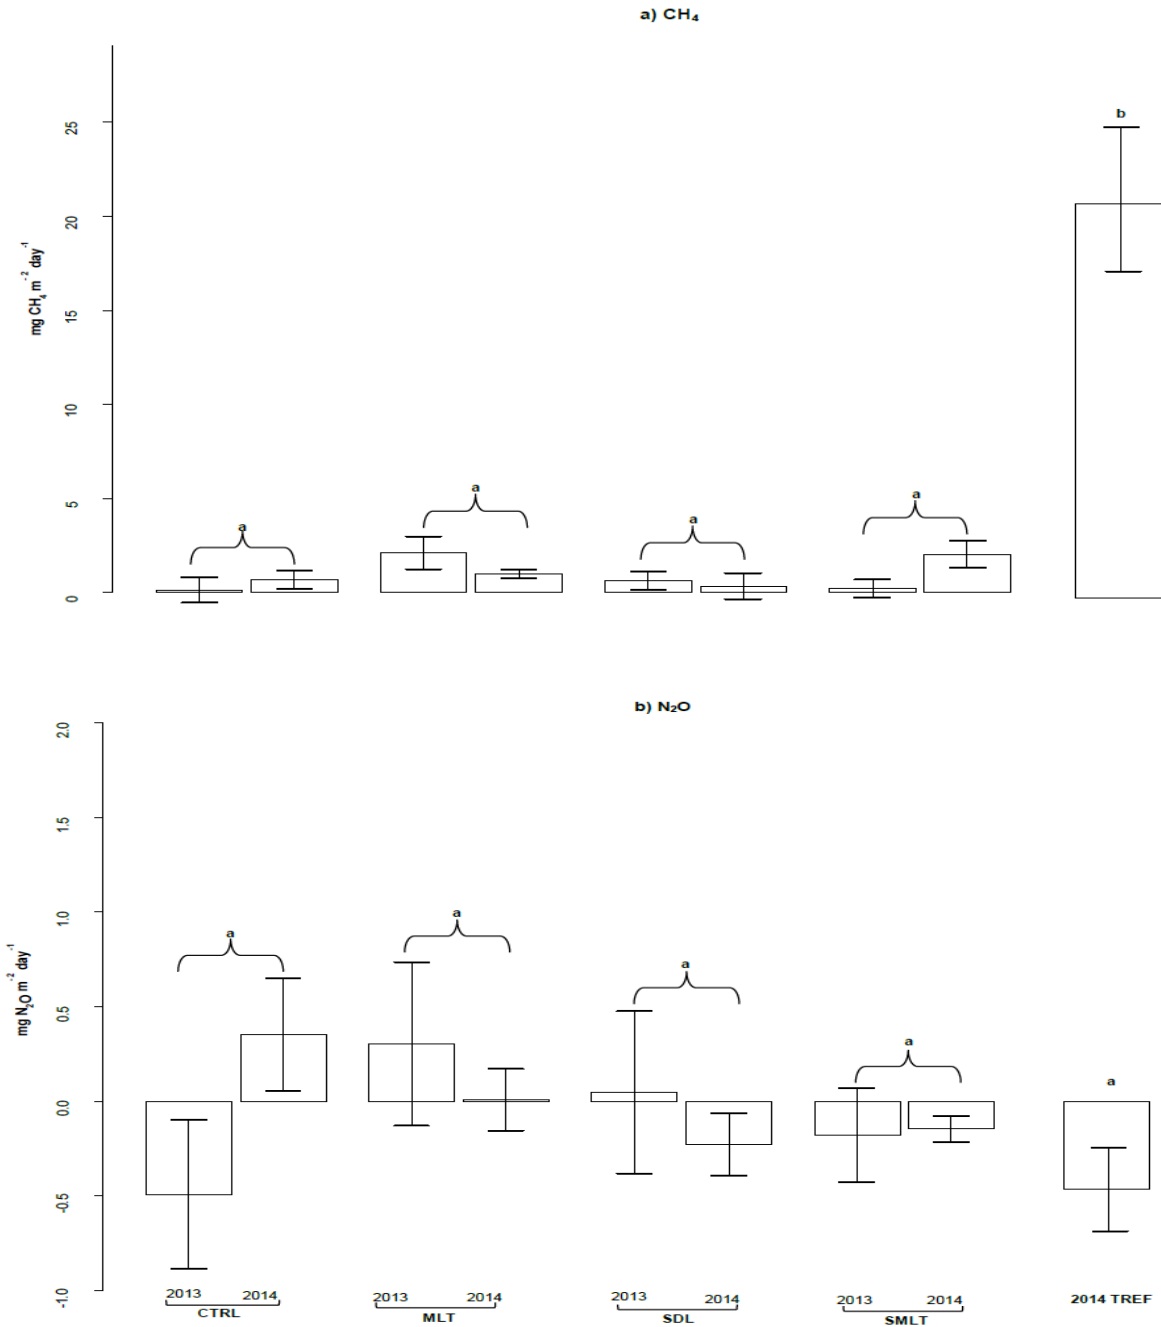 a) CH₄
25
20
15
10
5
0
mg CH₄ m⁻² day⁻¹
a
a
a
a
b
b) N₂O
2.0
1.5
1.0
0.5
0.0
-0.5
-1.0
mg N₂O m⁻² day⁻¹
a
a
a
a
a
2013 2014 2013 2014 2013 2014 2013 2014 2014 TREF
CTRL MLT SDL SMLT